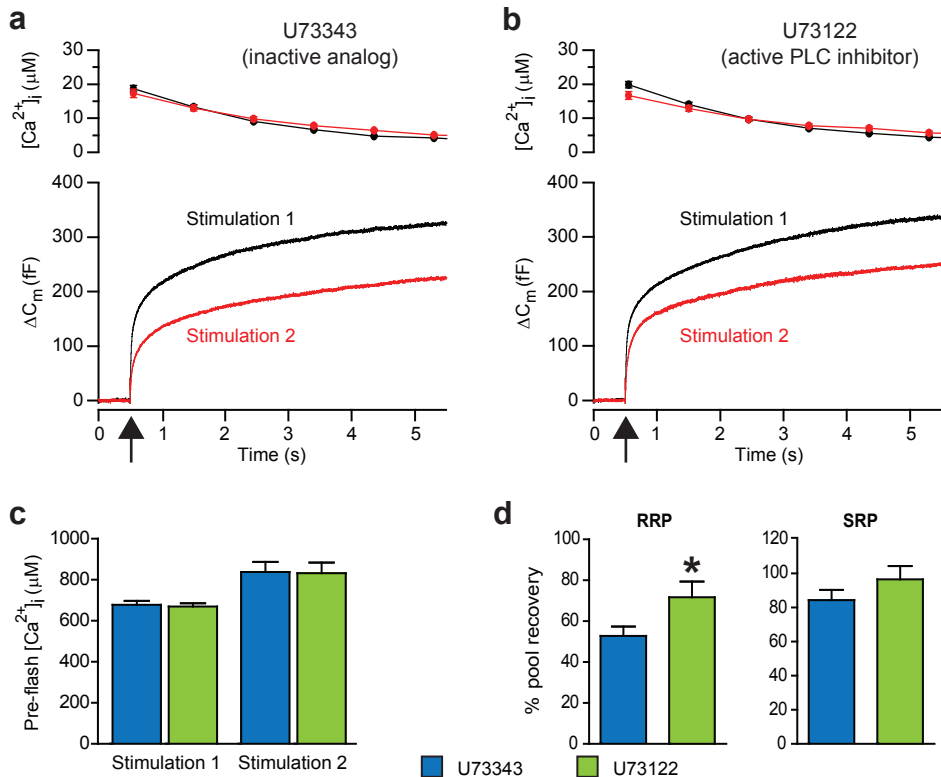 a
U73343
(inactive analog)
[Ca²⁺]ᵢ (μM)
30
20
10
0
ΔCₘ (fF)
400
300
200
100
0
Stimulation 1
Stimulation 2
0 1 2 3 4 5
Time (s)
b
U73122
(active PLC inhibitor)
[Ca²⁺]ᵢ (μM)
30
20
10
0
ΔCₘ (fF)
400
300
200
100
0
Stimulation 1
Stimulation 2
0 1 2 3 4 5
Time (s)
c
Pre-flash [Ca²⁺]ᵢ (μM)
1000
800
600
400
200
0
Stimulation 1 Stimulation 2
d
RRP
% pool recovery
100
80
60
40
20
0
*
SRP
120
100
80
60
40
20
0
U73343 U73122